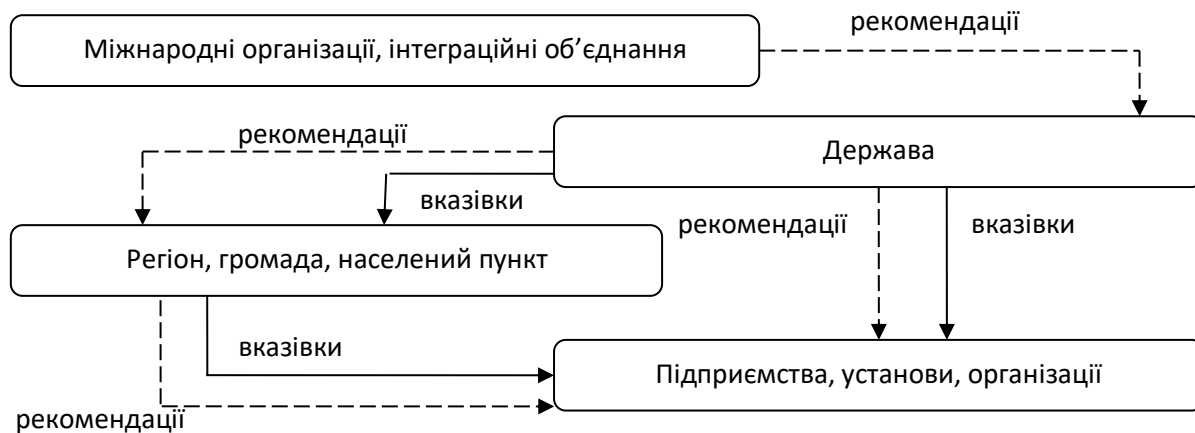 рекомендації
Міжнародні організації, інтеграційні об’єднання
рекомендації
Держава
вказівки
рекомендації
вказівки
Регіон, громада, населений пункт
вказівки
Підприємства, установи, організації
рекомендації